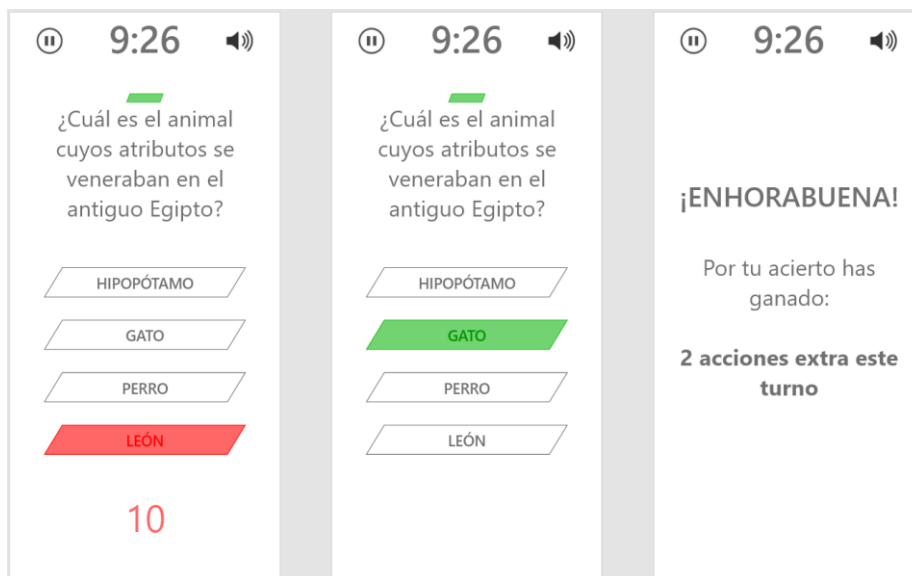 9:26
¿Cuál es el animal
cuyos atributos se
veneraban en el
antiguo Egipto?
HIPOPÓTAMO
GATO
PERRO
LEÓN
10
9:26
¿Cuál es el animal
cuyos atributos se
veneraban en el
antiguo Egipto?
HIPOPÓTAMO
GATO
PERRO
LEÓN
9:26
¡ENHORABUENA!
Por tu acierto has
ganado:
2 acciones extra este
turno